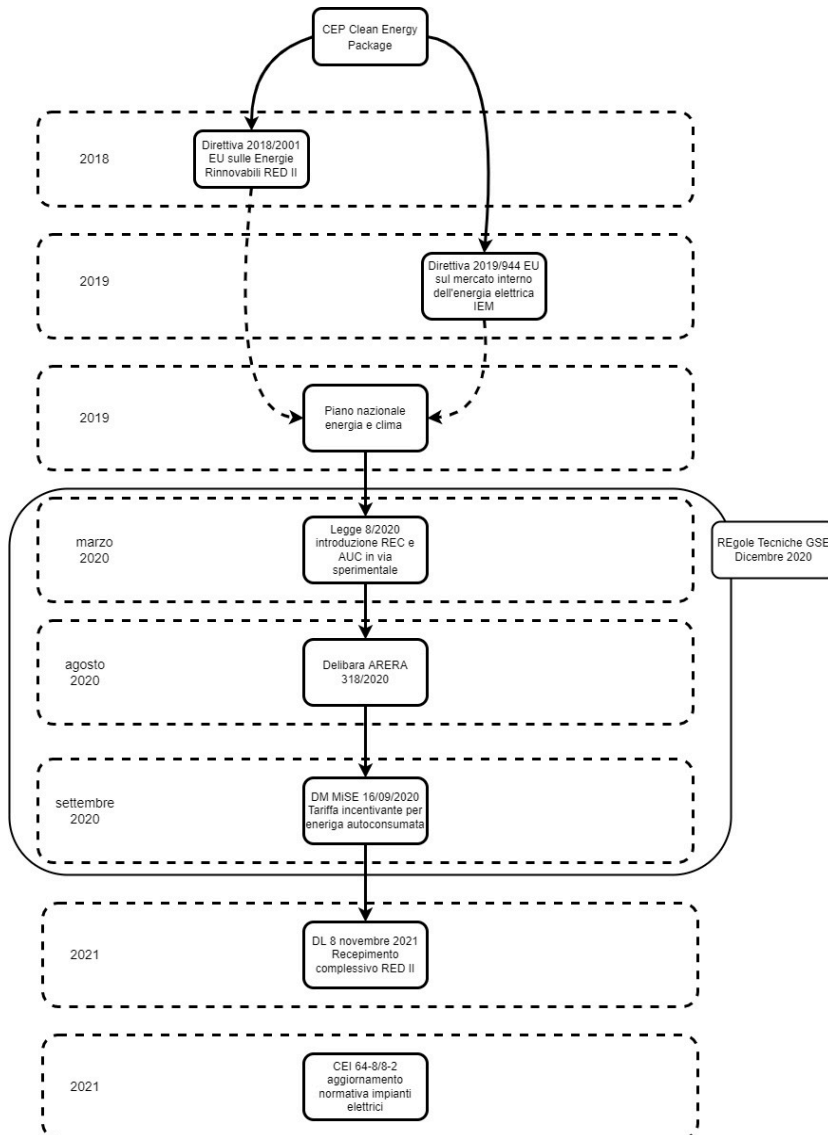 CEP Clean Energy
Package
2018
Direttiva 2018/2001
EU sulle Energie
Rinnovabili RED II
2019
Direttiva 2019/944 EU
sul mercato interno
dell'energia elettrica
IEM
2019
Piano nazionale
energia e clima
marzo
2020
Legge 8/2020
introduzione REC e
AUC in via
sperimentale
REgole Tecniche GSE
Dicembre 2020
agosto
2020
Delibara ARERA
318/2020
settembre
2020
DM MiSE 16/09/2020
Tariffa incentivante per
eneriga autoconsumata
2021
DL 8 novembre 2021
Recepimento
complessivo RED II
2021
CEI 64-8/8-2
aggiornamento
normativa impianti
elettrici